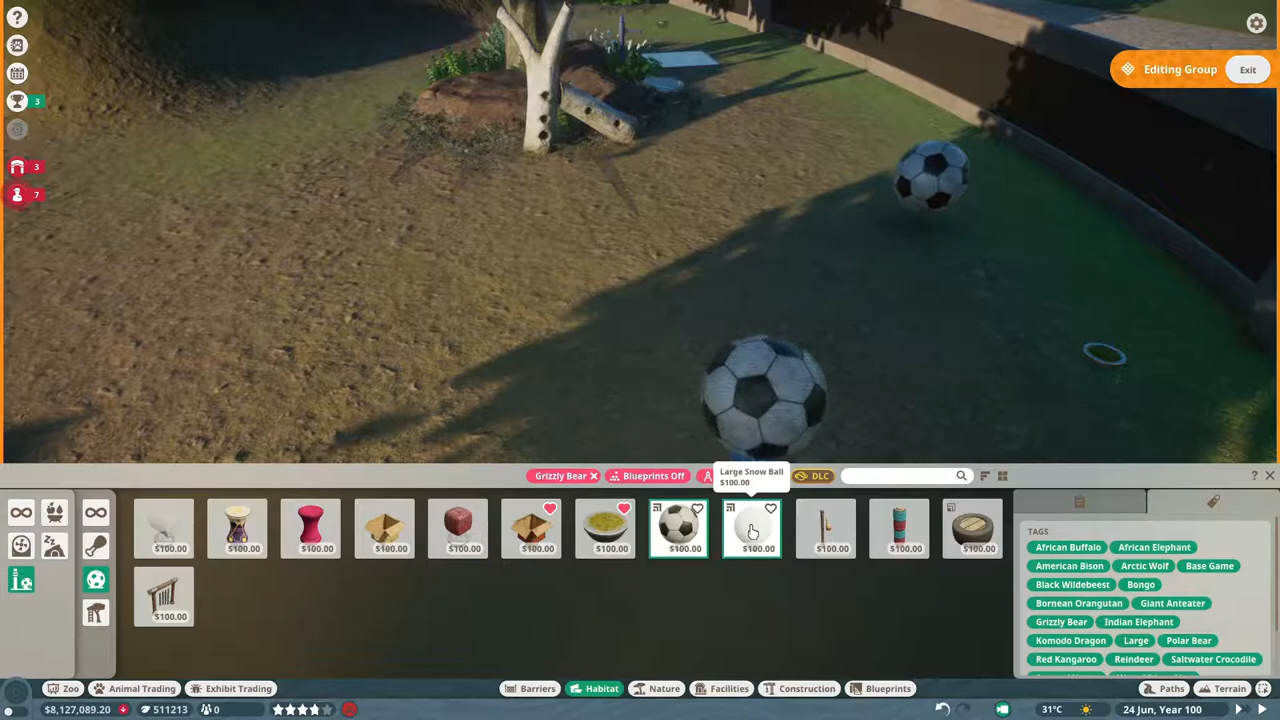 ?
Editing Group
Exit
3
3
7
Large Snow Ball
$100.00
Grizzly Bear ×
Blueprints Off
DLC
? ×
$100.00 $100.00 $100.00 $100.00 $100.00 $100.00 $100.00 $100.00 $100.00 $100.00 $100.00 $100.00
$100.00
TAGS
African Buffalo African Elephant
American Bison Arctic Wolf Base Game
Black Wildebeest Bongo
Bornean Orangutan Giant Anteater
Grizzly Bear Indian Elephant
Komodo Dragon Large Polar Bear
Red Kangaroo Reindeer Saltwater Crocodile
Zoo Animal Trading Exhibit Trading Barriers Habitat Nature Facilities Construction Blueprints Paths Terrain
$8,127,089.20 511213 0 31°C 24 Jun, Year 100